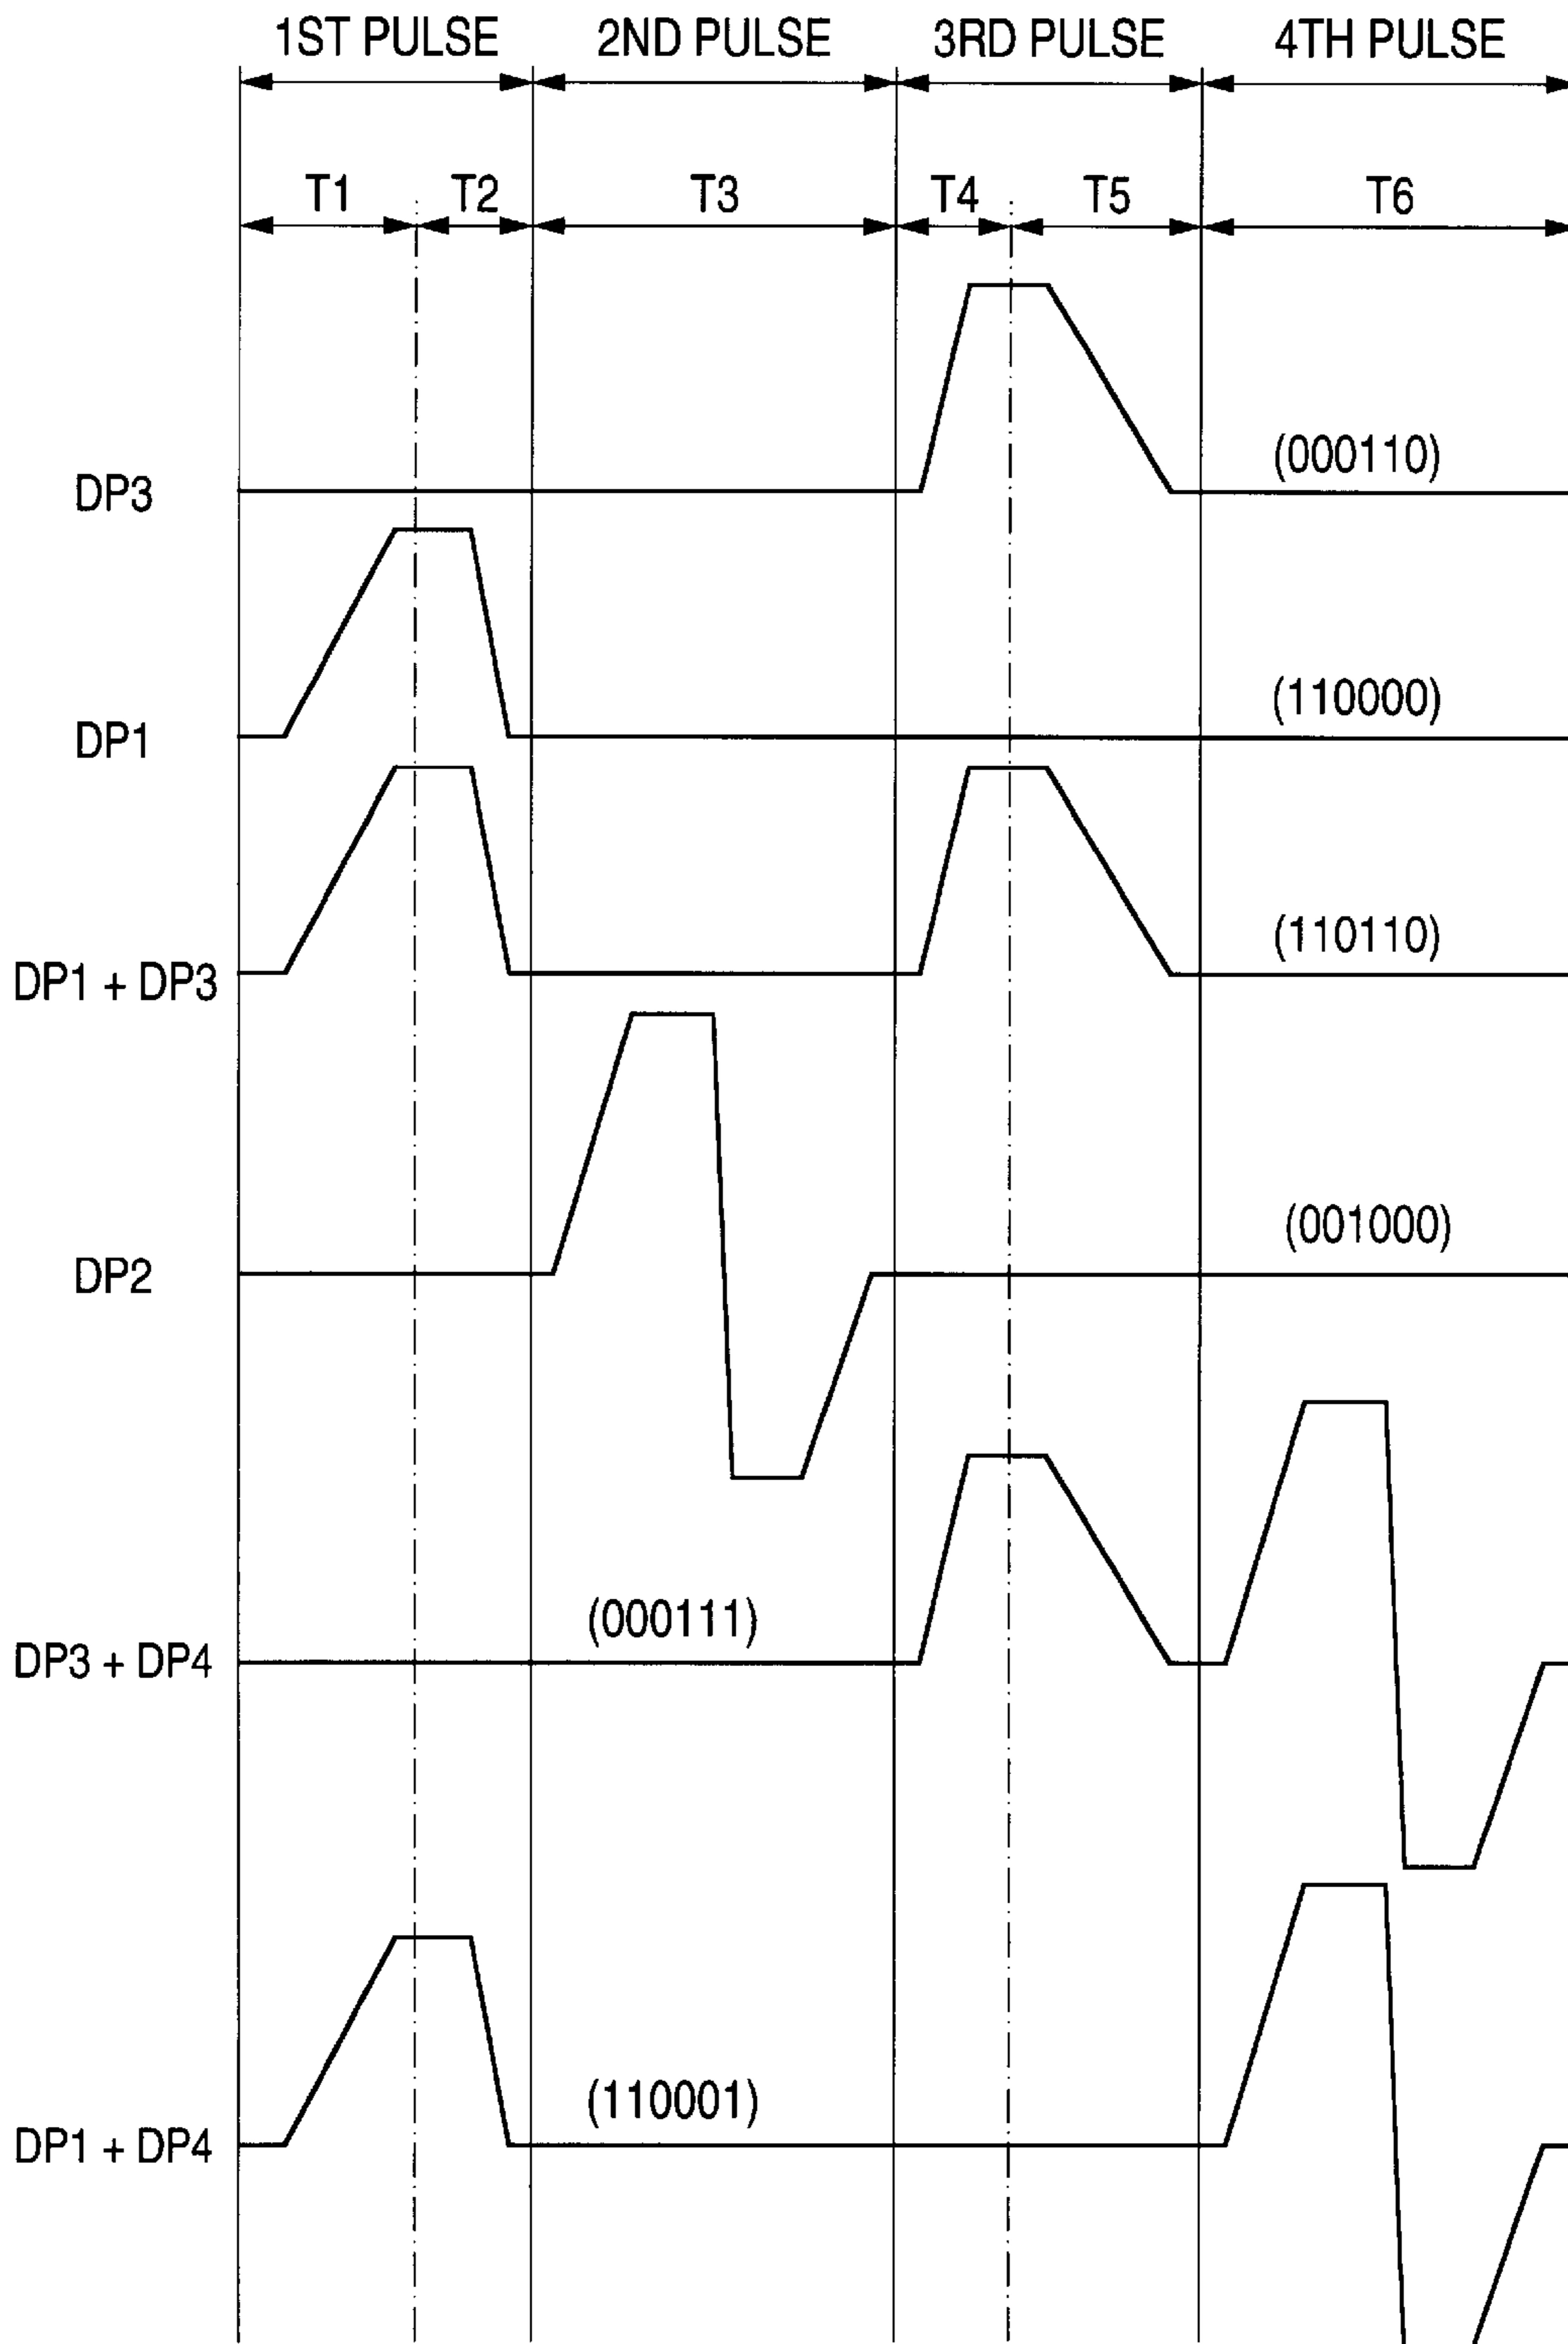 1ST PULSE 2ND PULSE 3RD PULSE 4TH PULSE
T1 T2 T3 T4 T5 T6
(000110)
DP3
(110000)
DP1
(110110)
DP1 + DP3
(001000)
DP2
(000111)
DP3 + DP4
(110001)
DP1 + DP4